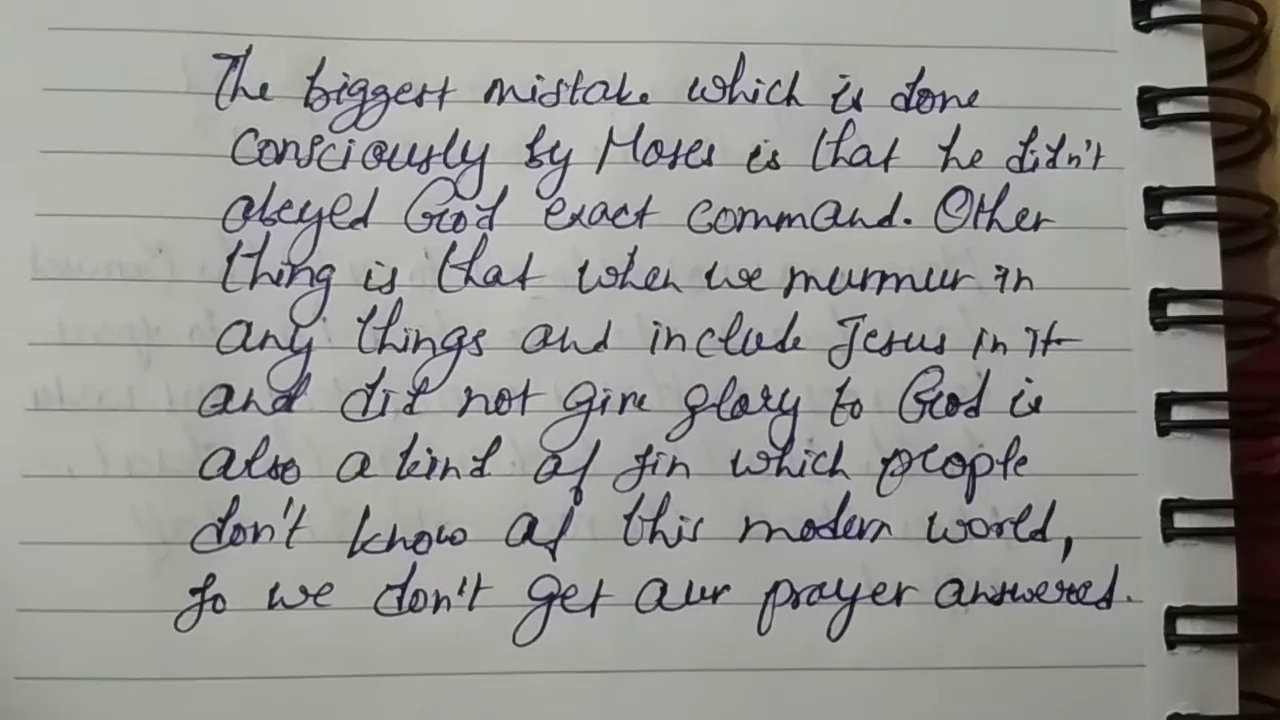 The biggest mistake which is done
consciously by Moses is that he didn't
obeyed God exact command. Other
thing is that when we murmur in
any things and include Jesus in it
and did not give glory to God is
also a kind of sin which people
don't know of this modern world,
so we don't get our prayer answered.